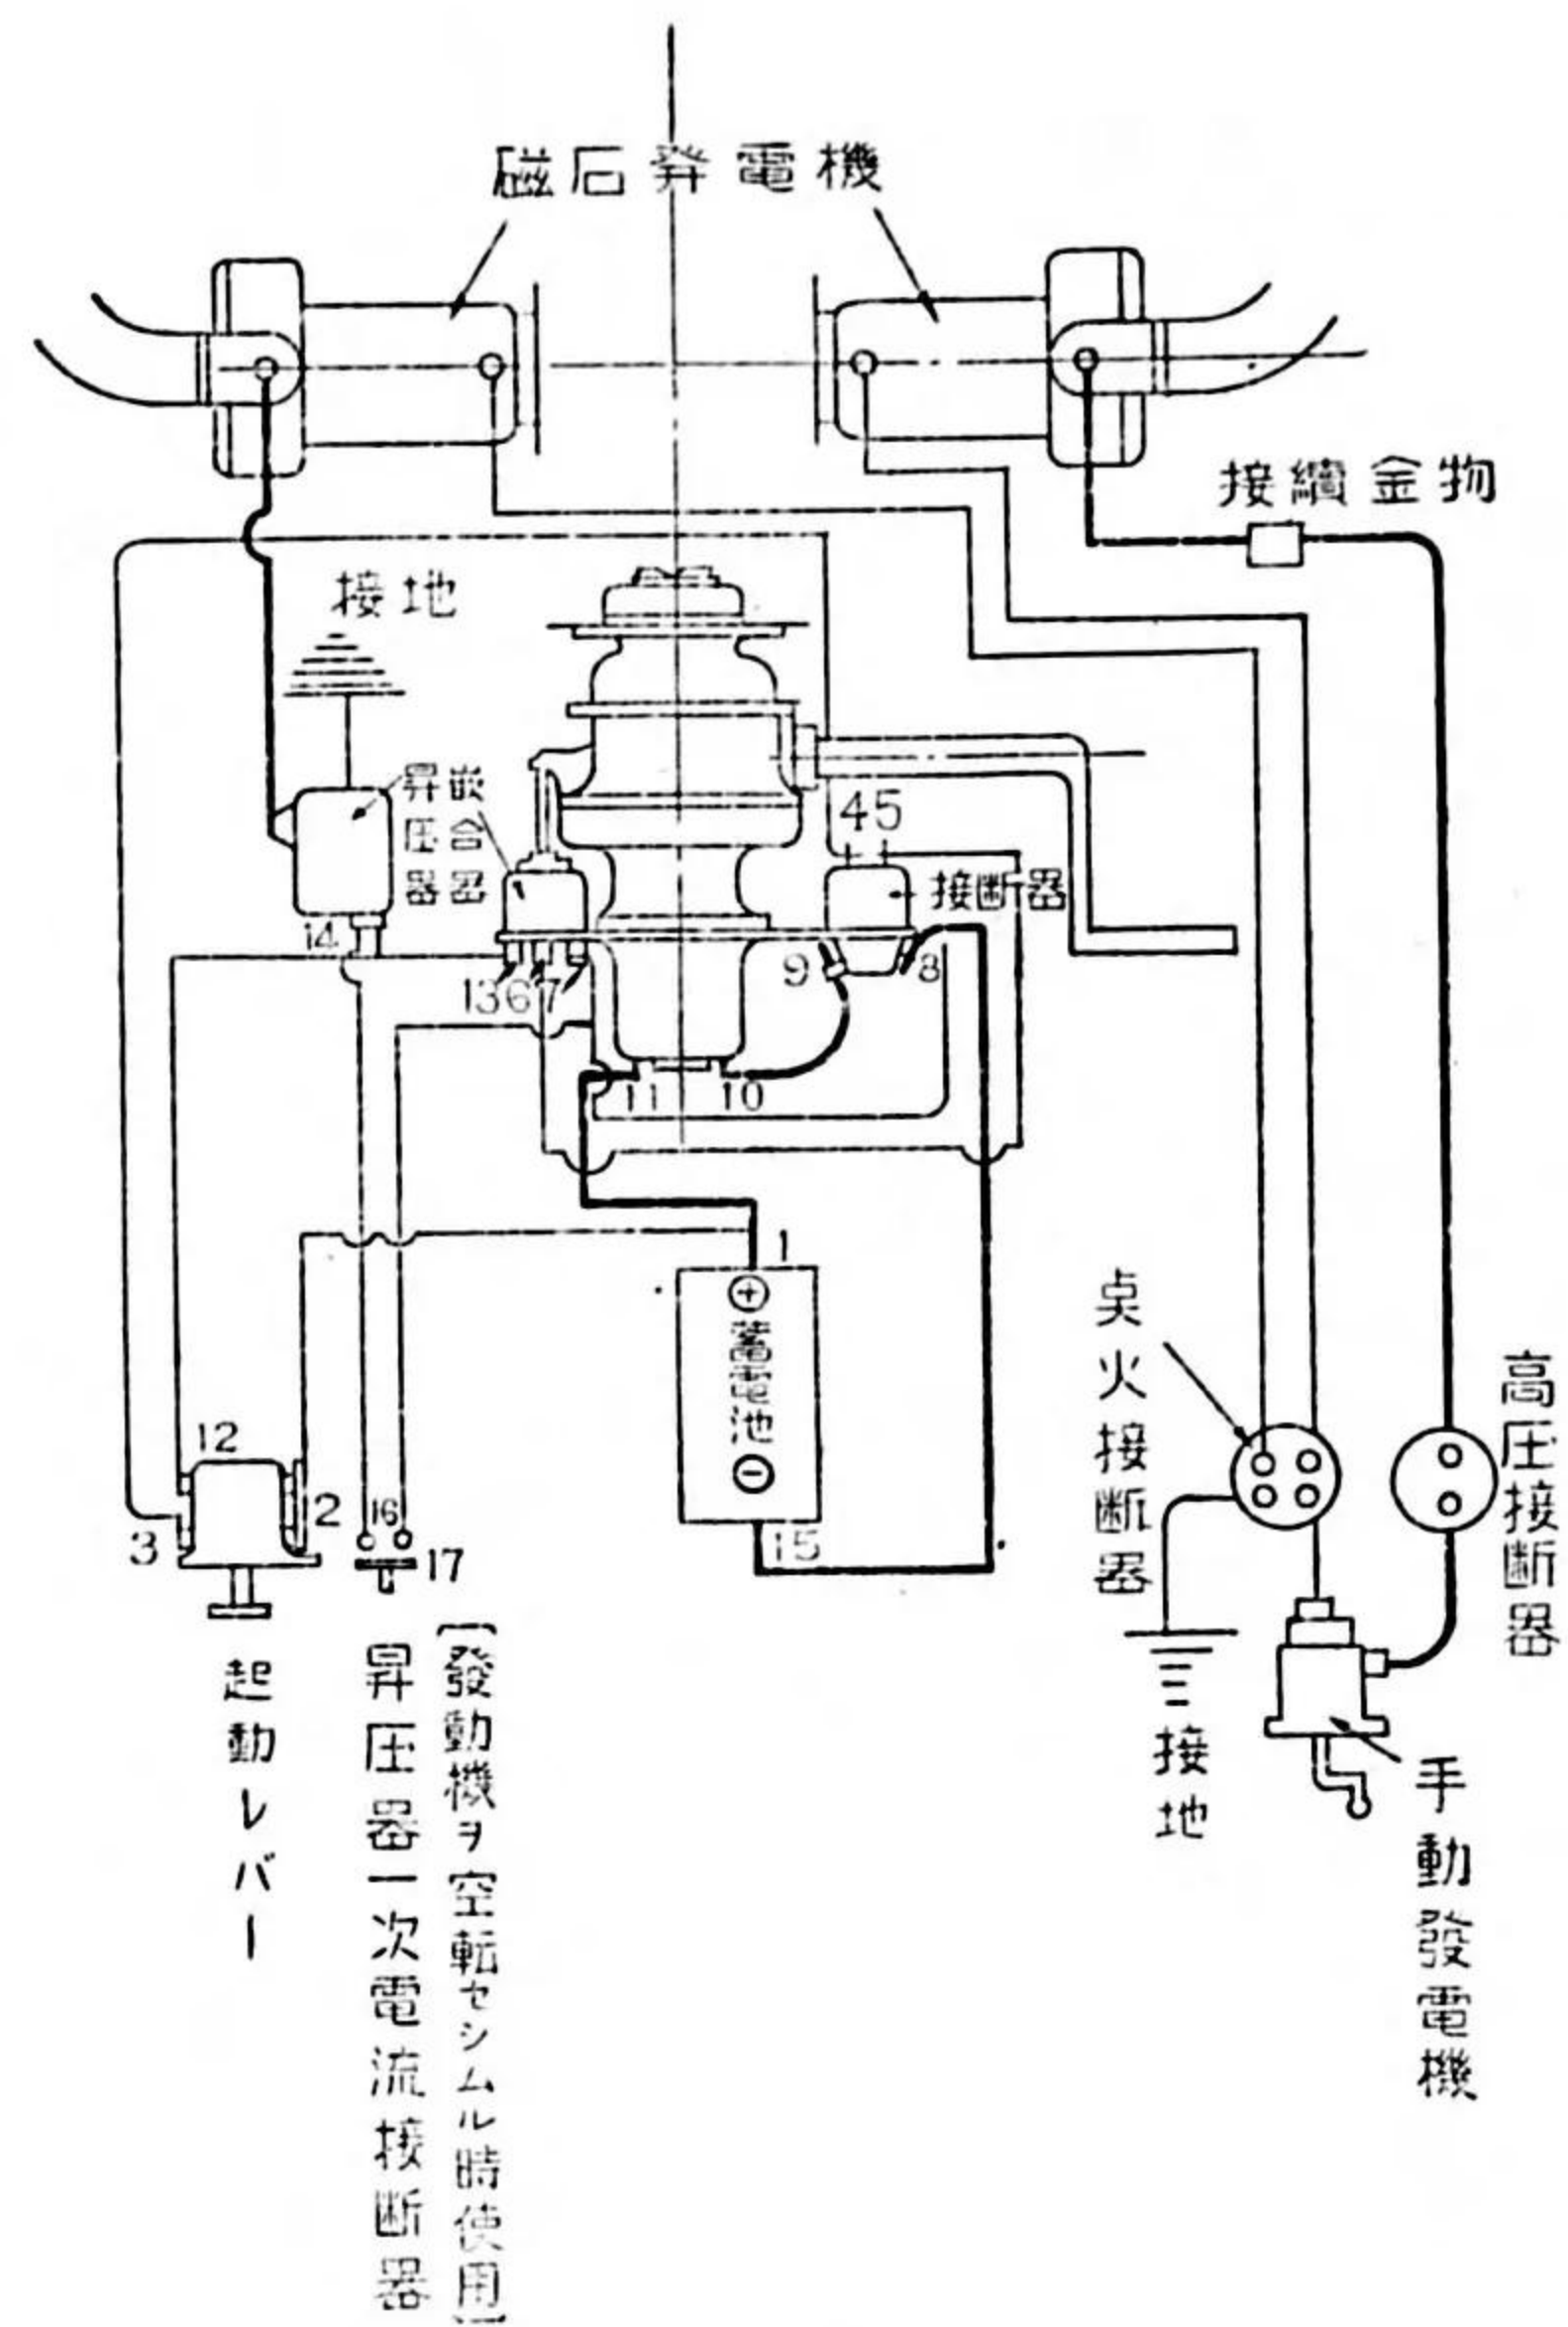 磁石発電機
接續金物
接地
昇圧器
嵌合器
45
接断器
14
1367
9
8
11
10
1
⊕蓄電池⊖
15
12
3
2
16
17
点火接断器
高圧接断器
接地
手動發電機
起動レバー
昇圧器一次電流接断器
〔發動機ヲ空転セシムル時使用〕